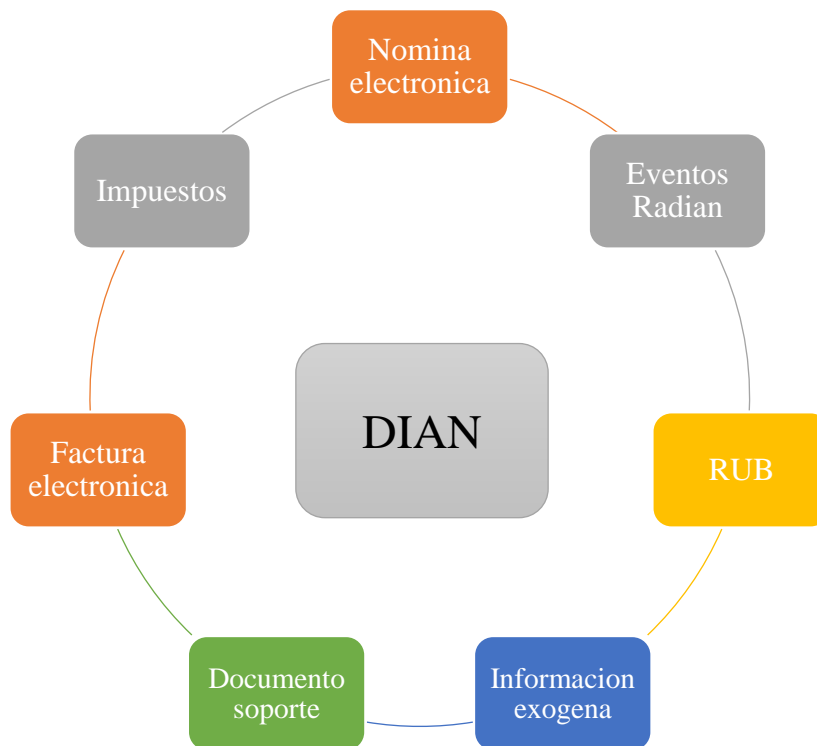 Nomina
electronica
Eventos
Radian
RUB
Informacion
exogena
Documento
soporte
Factura
electronica
Impuestos
DIAN